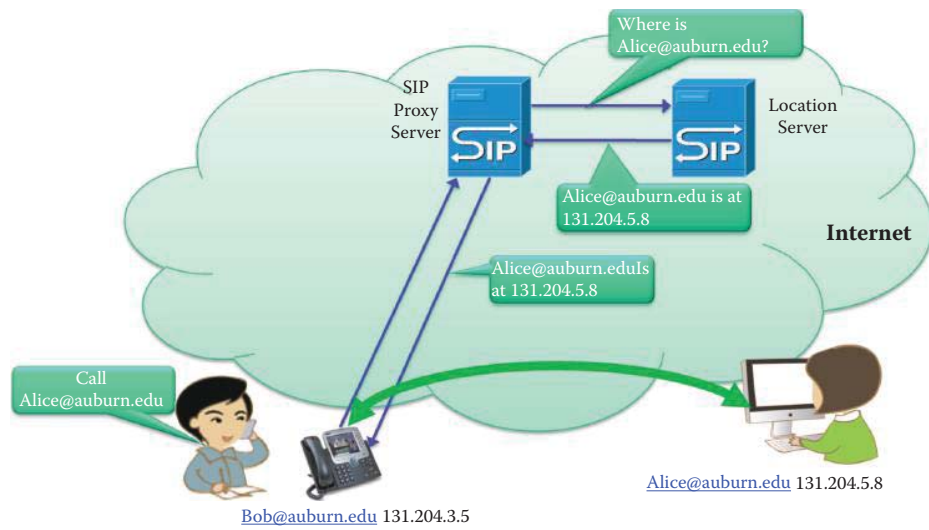 Where is
Alice@auburn.edu?
SIP
Proxy
Server
Location
Server
SIP
SIP
Alice@auburn.edu is at
131.204.5.8
Internet
Alice@auburn.eduIs
at 131.204.5.8
Call
Alice@auburn.edu
Alice@auburn.edu 131.204.5.8
Bob@auburn.edu 131.204.3.5